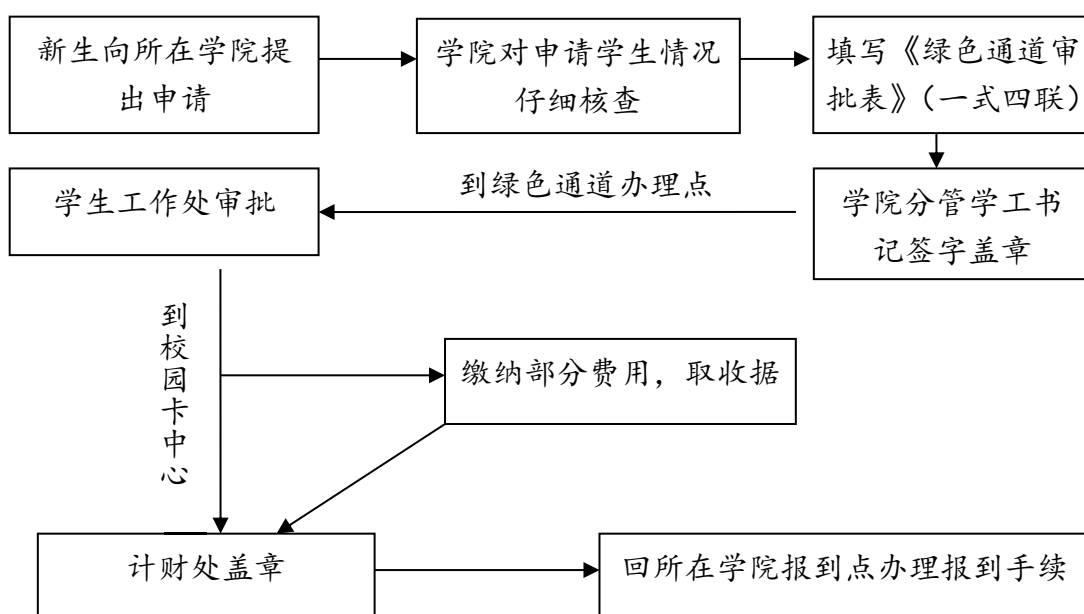 新生向所在学院提
出申请
学院对申请学生情况
仔细核查
填写《绿色通道审
批表》（一式四联）
学生工作处审批
到绿色通道办理点
学院分管学工书
记签字盖章
到校园卡中心
缴纳部分费用，取收据
计财处盖章
回所在学院报到点办理报到手续